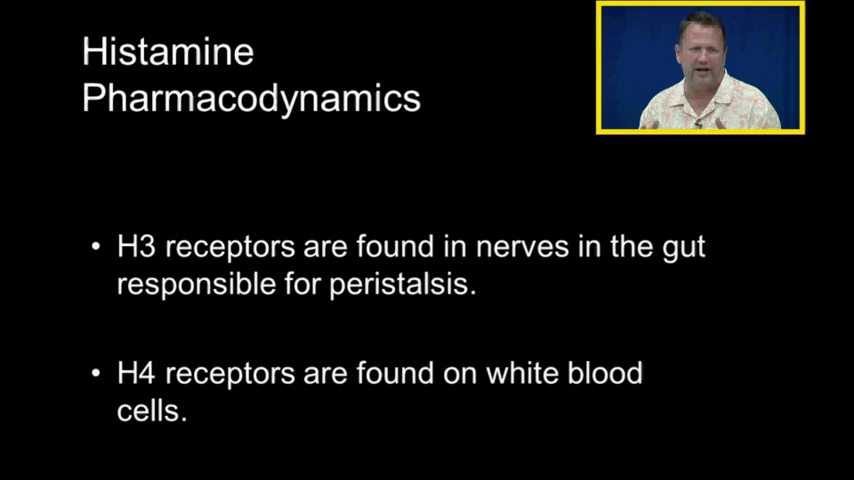 Histamine
Pharmacodynamics
• H3 receptors are found in nerves in the gut
responsible for peristalsis.
• H4 receptors are found on white blood
cells.